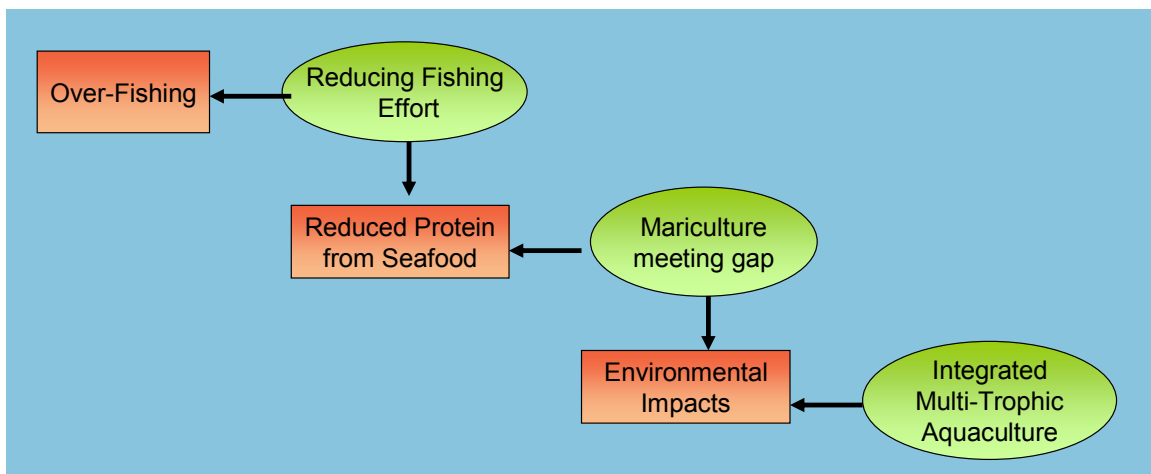 Over-Fishing
Reducing Fishing
Effort
Reduced Protein
from Seafood
Mariculture
meeting gap
Environmental
Impacts
Integrated
Multi-Trophic
Aquaculture